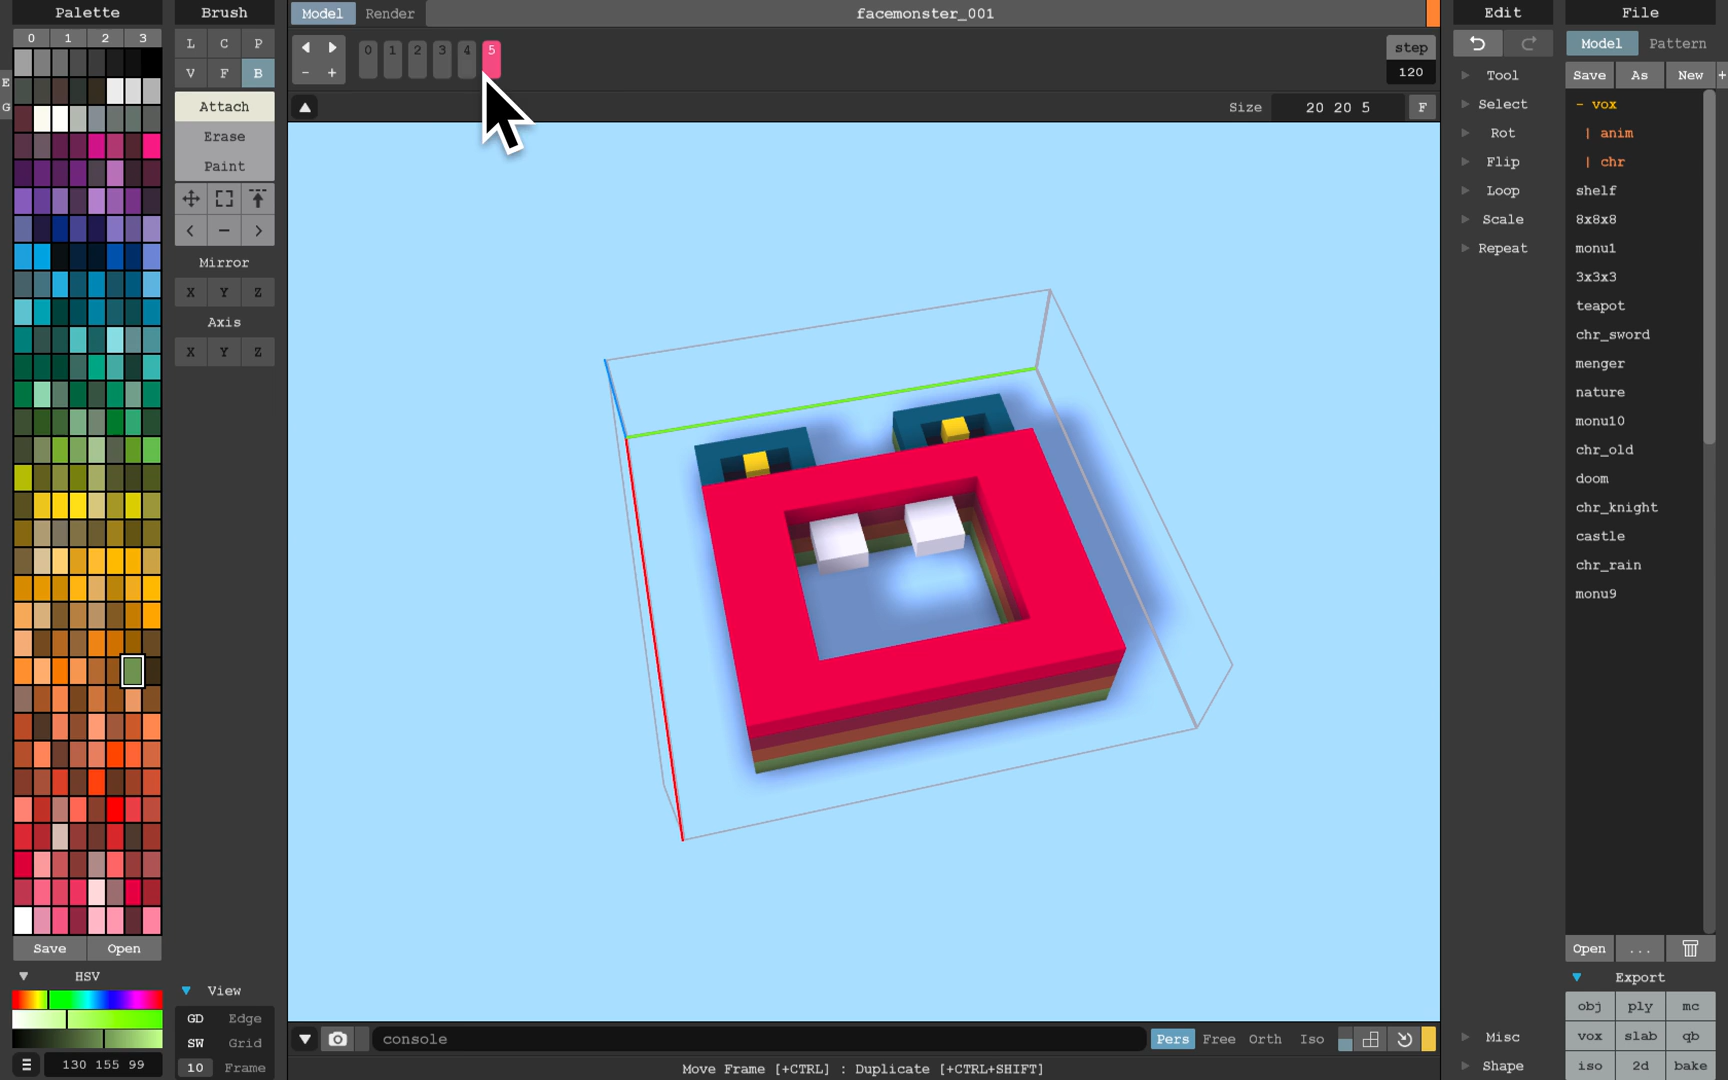 Palette
0 1 2 3
E
G
Save Open
HSV
130 155 99
Brush
L C P
V F B
Attach
Erase
Paint
Mirror
X Y Z
Axis
X Y Z
View
GD Edge
SW Grid
10 Frame
Model Render facemonster_001
0 1 2 3 4 5
- +
step
120
Size 20 20 5 F
console
Pers Free Orth Iso
Move Frame [+CTRL] : Duplicate [+CTRL+SHIFT]
Edit
Tool
Select
Rot
Flip
Loop
Scale
Repeat
Misc
Shape
File
Model Pattern
Save As New +
- vox
| anim
| chr
shelf
8x8x8
monu1
3x3x3
teapot
chr_sword
menger
nature
monu10
chr_old
doom
chr_knight
castle
chr_rain
monu9
Open ...
Export
obj ply mc
vox slab qb
iso 2d bake